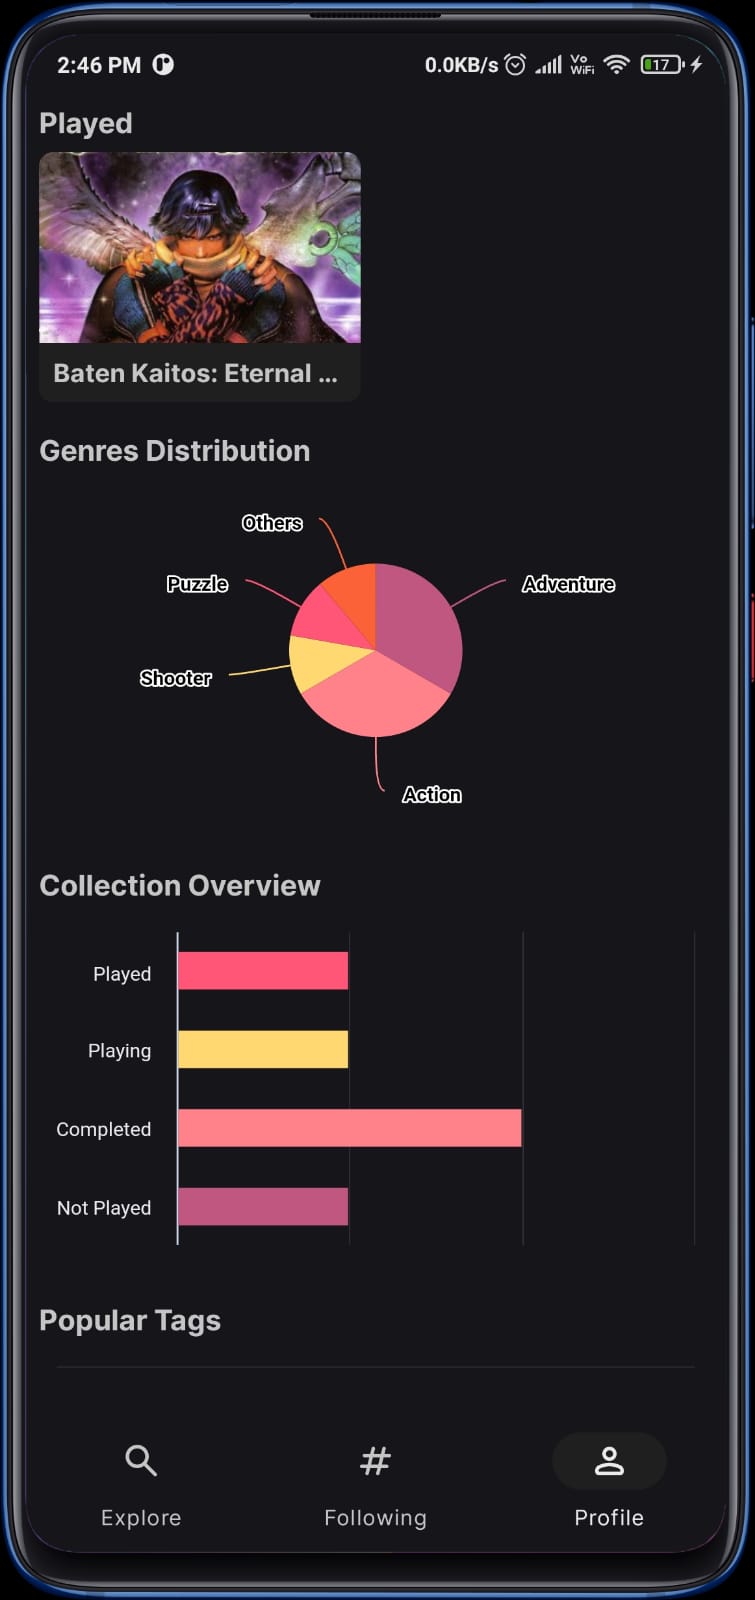 2:46 PM
0.0KB/s Vo WiFi 17
Played
Baten Kaitos: Eternal ...
Genres Distribution
Others
Puzzle
Adventure
Shooter
Action
Collection Overview
Played
Playing
Completed
Not Played
Popular Tags
Explore
Following
Profile